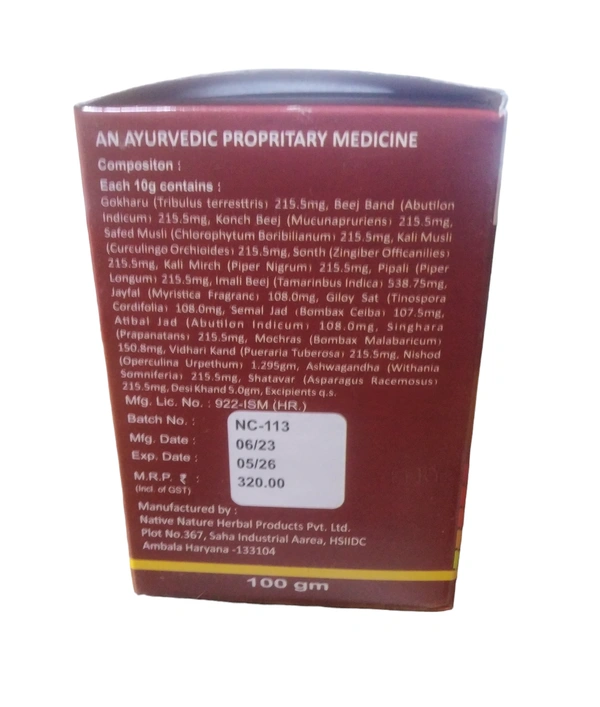 AN AYURVEDIC PROPRITARY MEDICINE
Compositon :
Each 10g contains :
Gokharu (Tribulus terresttris) 215.5mg, Beej Band (Abutilon
Indicum) 215.5mg, Konch Beej (Mucunapruriens) 215.5mg,
Safed Musli (Chlorophytum Boribilianum) 215.5mg, Kali Musli
(Curculingo Orchioides) 215.5mg, Sonth (Zingiber Officanilies)
215.5mg, Kali Mirch (Piper Nigrum) 215.5mg, Pipali (Piper
Longum) 215.5mg, Imali Beej (Tamarinbus Indica) 538.75mg,
Jayfal (Myristica Fragranc) 108.0mg, Giloy Sat (Tinospora
Cordifolia) 108.0mg, Semal Jad (Bombax Ceiba) 107.5mg,
Atibal Jad (Abutilon Indicum) 108.0mg, Singhara
(Prapanatans) 215.5mg, Mochras (Bombax Malabaricum)
150.8mg, Vidhari Kand (Pueraria Tuberosa) 215.5mg, Nishod
(Operculina Urpethum) 1.295gm, Ashwagandha (Withania
Somniferia) 215.5mg, Shatavar (Asparagus Racemosus)
215.5mg, Desi Khand 5.0gm, Excipients q.s.
Mfg. Lic. No. : 922-ISM (HR.)
Batch No. : NC-113
Mfg. Date : 06/23
Exp. Date : 05/26
M.R.P. ₹ : 320.00
(Incl. of GST)
Manufactured by :
Native Nature Herbal Products Pvt. Ltd.
Plot No.367, Saha Industrial Aarea, HSIIDC
Ambala Haryana -133104
100 gm